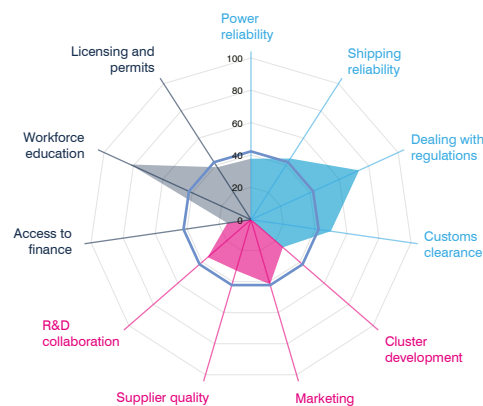 Power
reliability
Licensing and
permits
Shipping
reliability
100
80
60
40
20
0
Workforce
education
Dealing with
regulations
Access to
finance
Customs
clearance
R&D
collaboration
Cluster
development
Supplier quality
Marketing